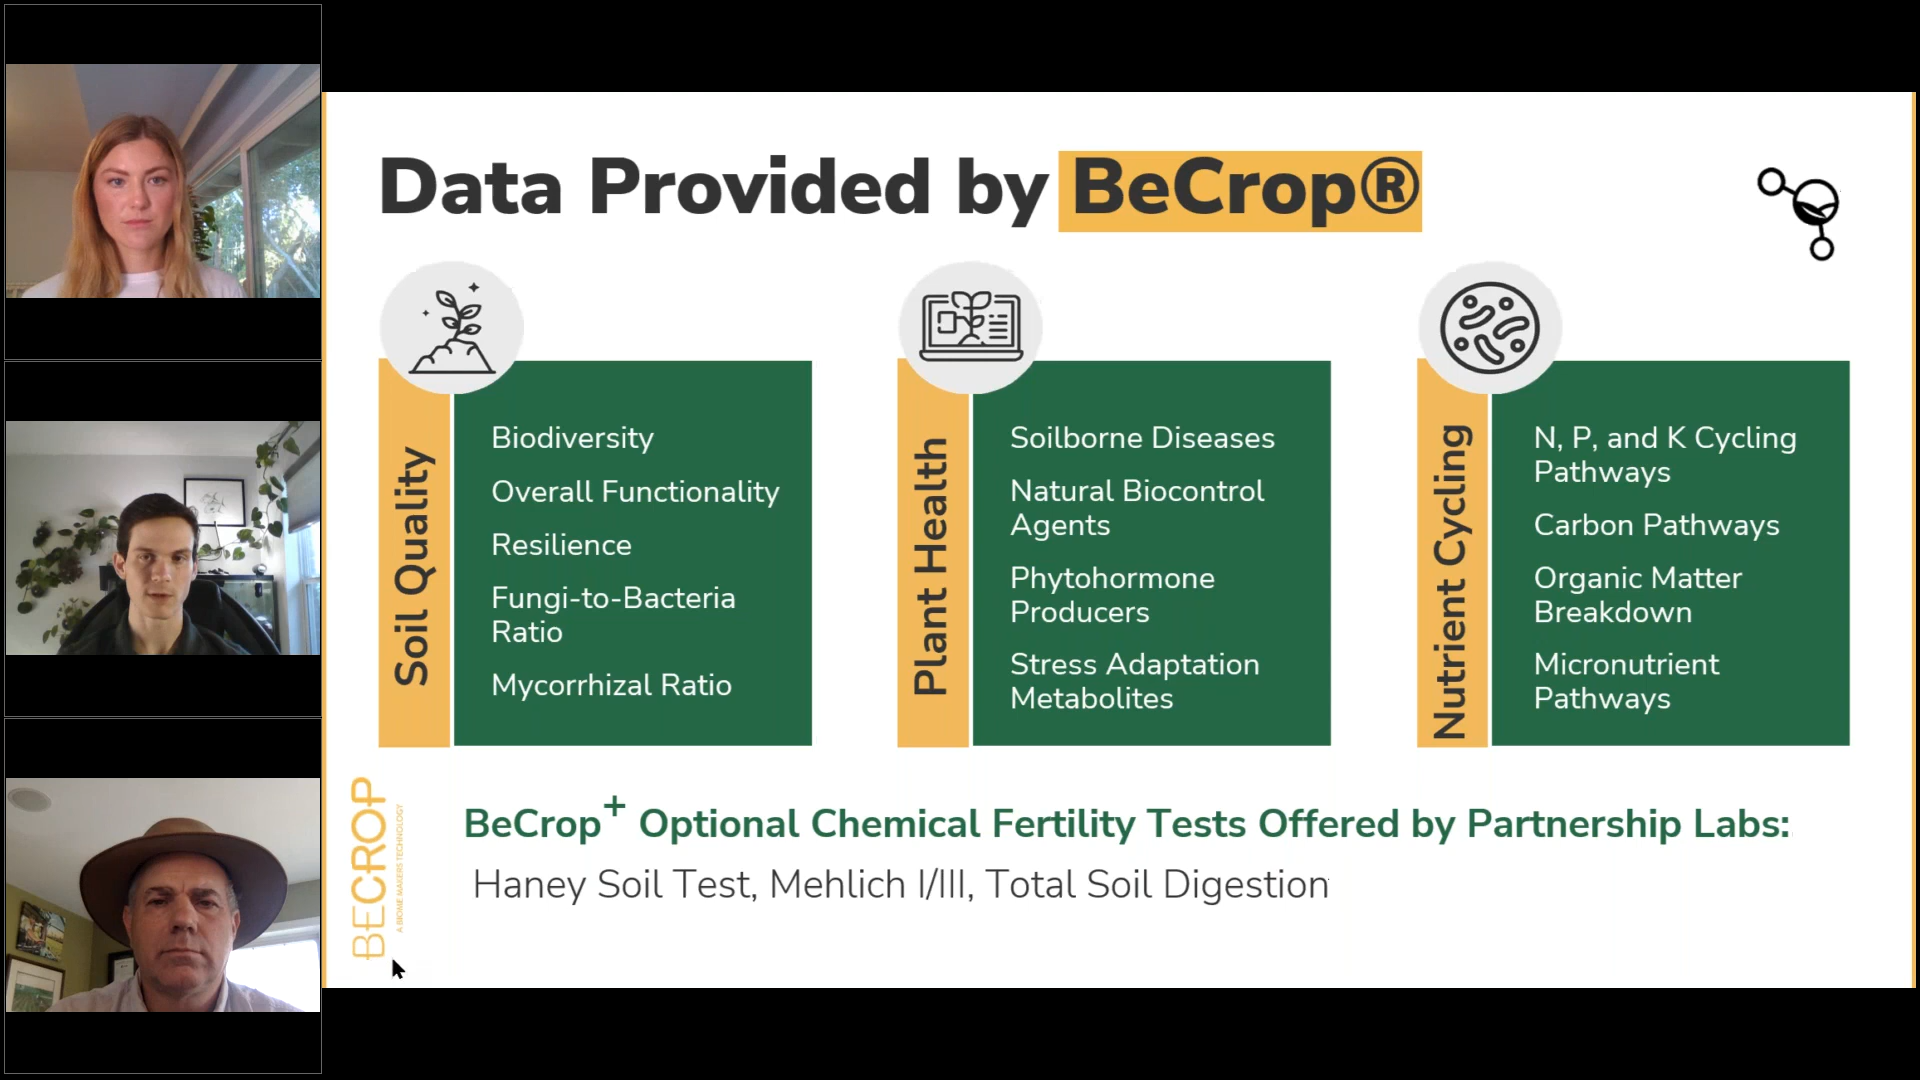 Data Provided by BeCrop®
Soil Quality
Biodiversity
Overall Functionality
Resilience
Fungi-to-Bacteria
Ratio
Mycorrhizal Ratio
Plant Health
Soilborne Diseases
Natural Biocontrol
Agents
Phytohormone
Producers
Stress Adaptation
Metabolites
Nutrient Cycling
N, P, and K Cycling
Pathways
Carbon Pathways
Organic Matter
Breakdown
Micronutrient
Pathways
BECROP
A BIOME MAKERS TECHNOLOGY
BeCrop⁺ Optional Chemical Fertility Tests Offered by Partnership Labs:
Haney Soil Test, Mehlich I/III, Total Soil Digestion